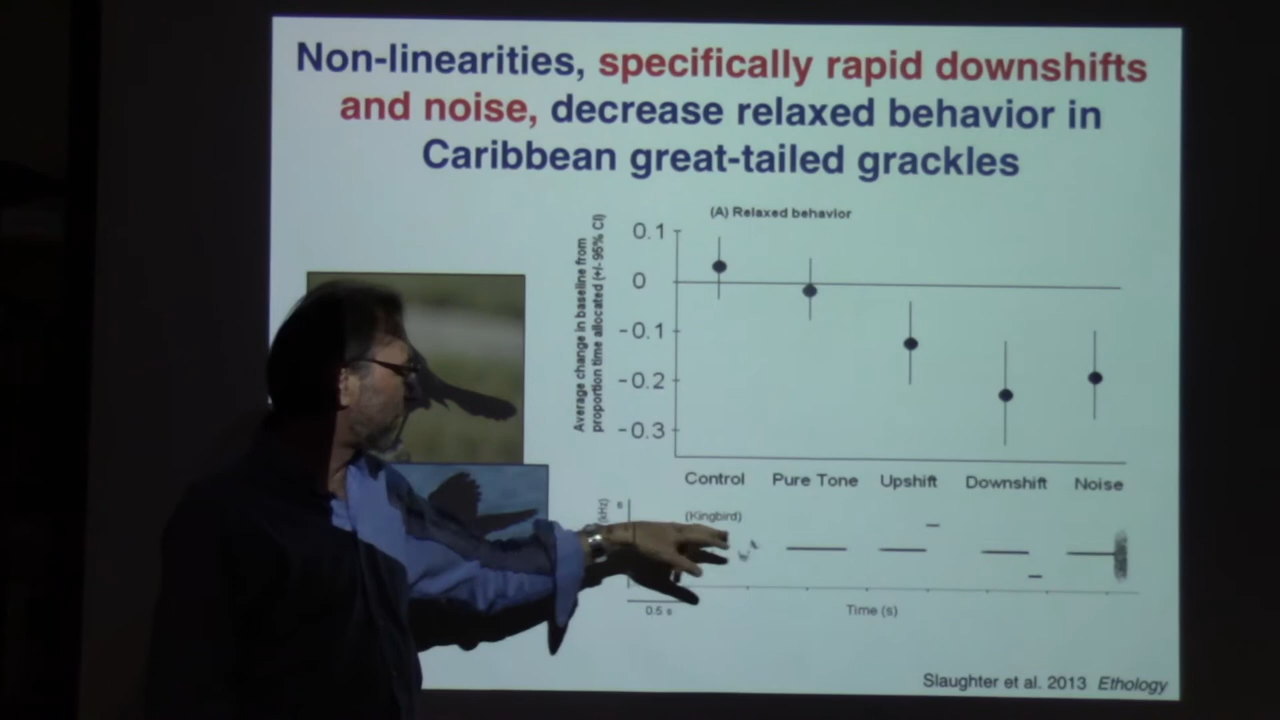 Non-linearities, specifically rapid downshifts
and noise, decrease relaxed behavior in
Caribbean great-tailed grackles
(A) Relaxed behavior
Average change in baseline from
proportion time allocated (+/- 95% CI)
0.1
0
-0.1
-0.2
-0.3
Control Pure Tone Upshift Downshift Noise
(kHz)
(Kingbird)
0.5 s
Time (s)
Slaughter et al. 2013 Ethology